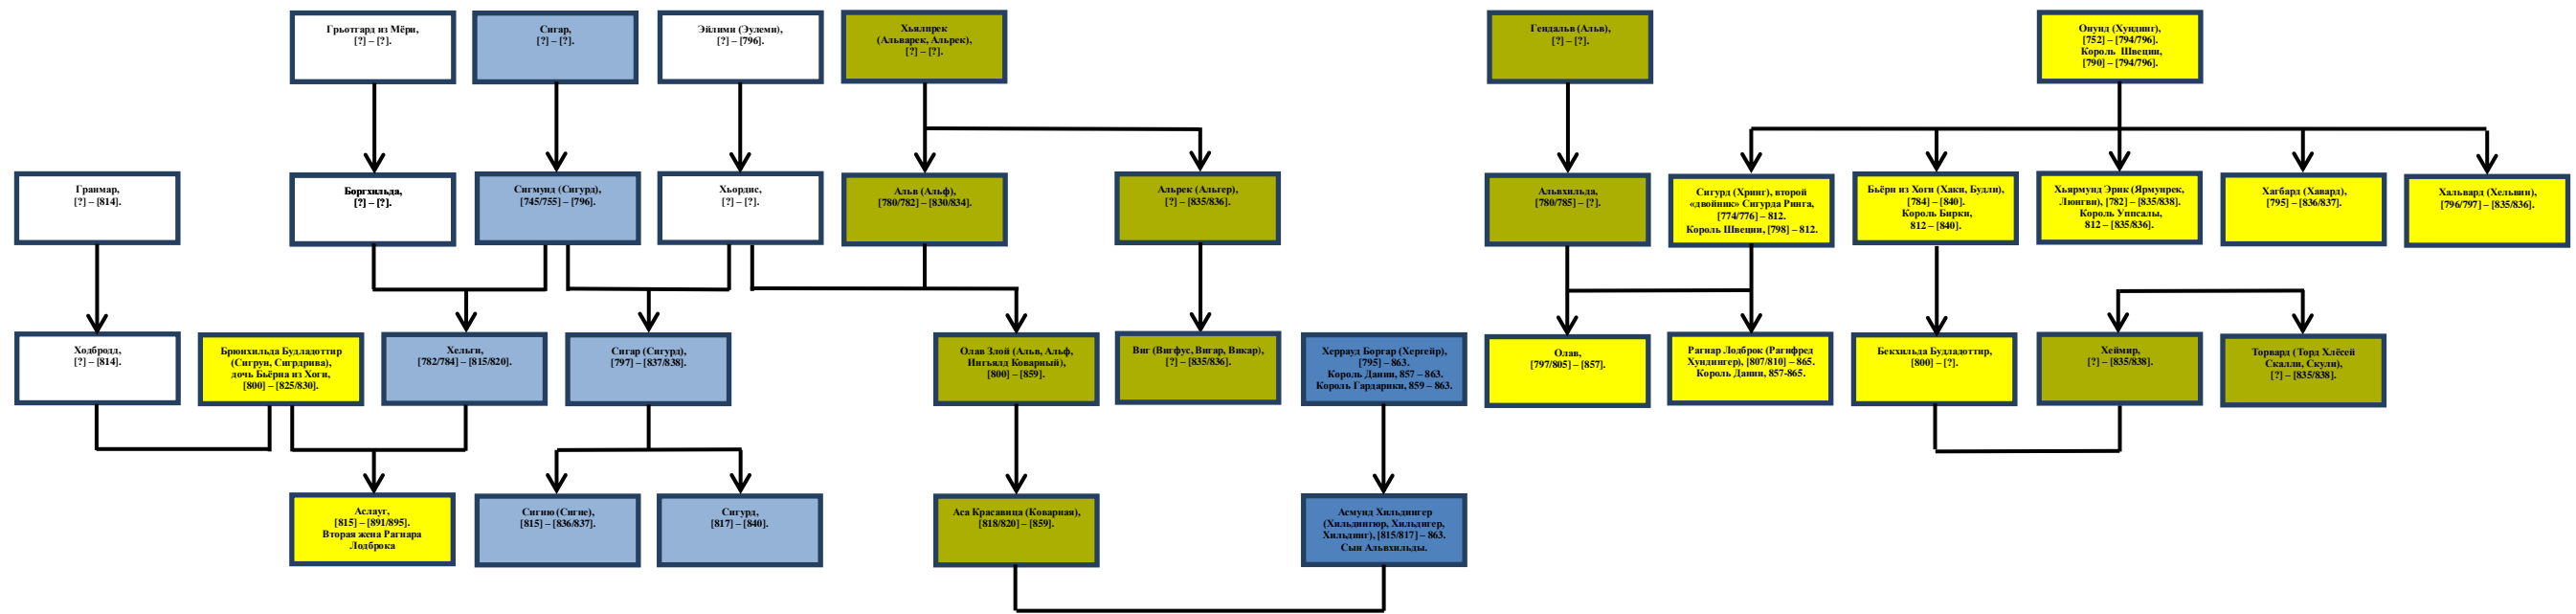 Грьотгард из Мёри,
[?] – [?].
Сигар,
[?] – [?].
Эйлими (Эулеми),
[?] – [796].
Хьялпрек
(Альварек, Альрек),
[?] – [?].
Гендальв (Альв),
[?] – [?].
Онунд (Хундинг),
[752] – [794/796].
Король Швеции,
[790] – [794/796].
Гранмар,
[?] – [814].
Боргхильда,
[?] – [?].
Сигмунд (Сигурд),
[745/755] – [796].
Хьордис,
[?] – [?].
Альв (Альф),
[780/782] – [830/834].
Альрек (Альгер),
[?] – [835/836].
Альвхильда,
[780/785] – [?].
Сигурд (Хринг), второй
«двойник» Сигурда Ринга,
[774/776] – 812.
Король Швеции, [798] – 812.
Бьёрн из Хоги (Хаки, Будли),
[784] – [840].
Король Бирки,
812 – [840].
Хьярмунд Эрик (Ярмунрек,
Люнгви), [782] – [835/838].
Король Уппсалы,
812 – [835/836].
Хагбард (Хавард),
[795] – [836/837].
Хальвард (Хельвин),
[796/797] – [835/836].
Ходбродд,
[?] – [814].
Брюнхильда Будладоттир
(Сигрун, Сигрдрива),
дочь Бьёрна из Хоги,
[800] – [825/830].
Хельги,
[782/784] – [815/820].
Сигар (Сигурд),
[797] – [837/838].
Олав Злой (Альв, Альф,
Ингьялд Коварный),
[800] – [859].
Виг (Вигфус, Вигар, Викар),
[?] – [835/836].
Херрауд Боргар (Хергейр),
[795] – 863.
Король Дании, 857 – 863.
Король Гардарики, 859 – 863.
Олав,
[797/805] – [857].
Рагнар Лодброк (Рагнфред
Хундингер), [807/810] – 865.
Король Дании, 857-865.
Бекхильда Будладоттир,
[800] – [?].
Хеймир,
[?] – [835/838].
Торвард (Торд Хлёсей
Скалли, Скули),
[?] – [835/838].
Аслауг,
[815] – [891/895].
Вторая жена Рагнара
Лодброка
Сигню (Сигне),
[815] – [836/837].
Сигурд,
[817] – [840].
Аса Красавица (Коварная),
[818/820] – [859].
Асмунд Хильдингер
(Хильдингюр, Хильдигер,
Хильдинг), [815/817] – 863.
Сын Альвхильды.